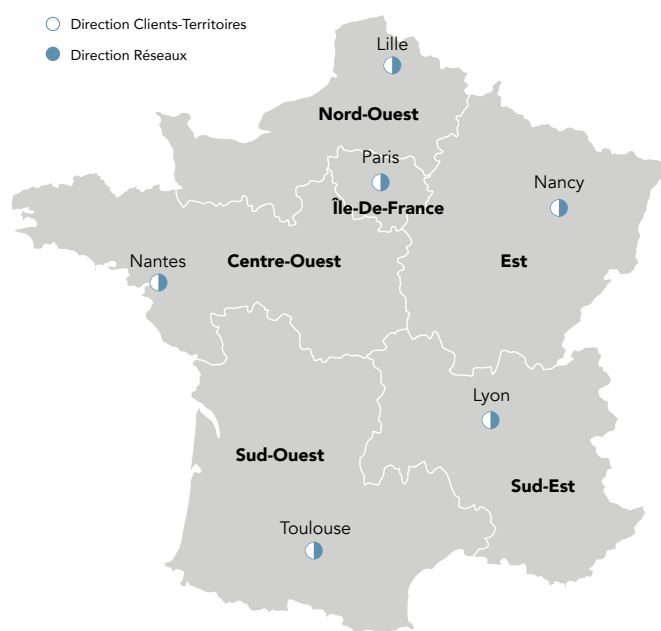 Direction Clients-Territoires
Direction Réseaux
Lille
Nord-Ouest
Paris
Île-De-France
Nancy
Est
Nantes
Centre-Ouest
Lyon
Sud-Est
Sud-Ouest
Toulouse